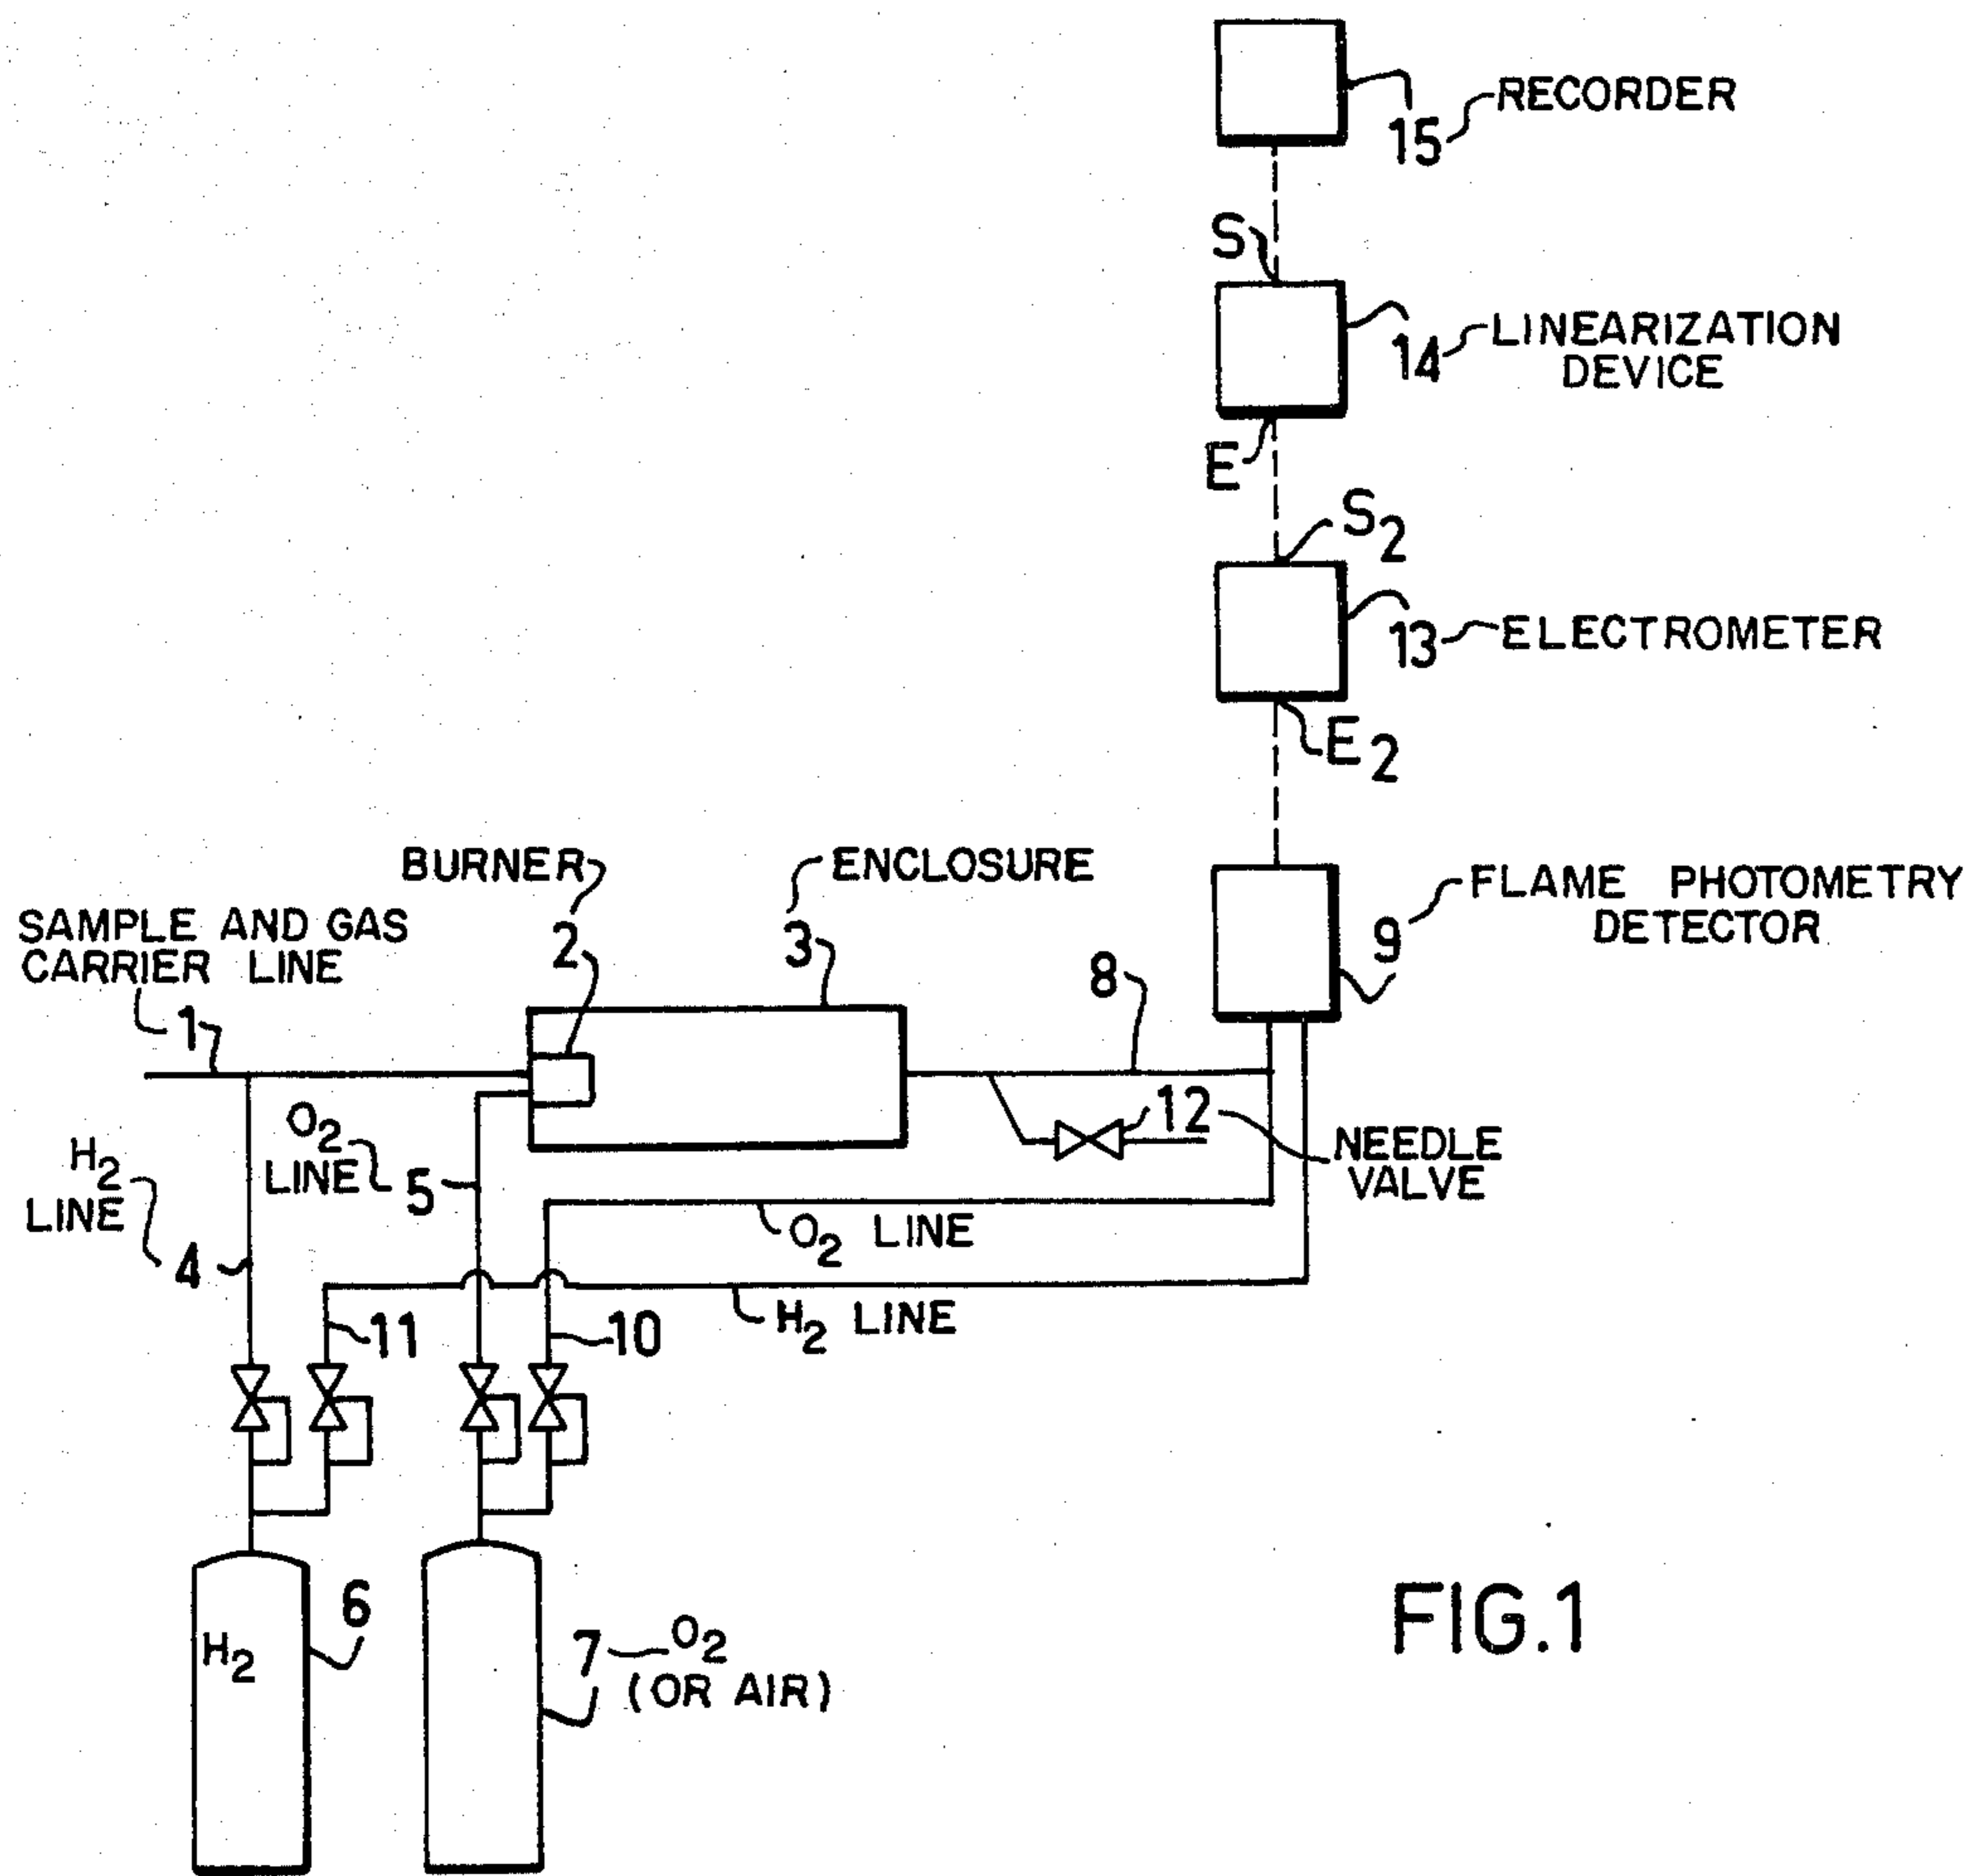 15
RECORDER
S
14
LINEARIZATION
DEVICE
E
S2
13
ELECTROMETER
E2
BURNER
2
ENCLOSURE
3
FLAME PHOTOMETRY
DETECTOR
9
SAMPLE AND GAS
CARRIER LINE
1
8
12
NEEDLE
VALVE
O2
LINE
5
H2
LINE
4
O2 LINE
H2 LINE
11
10
6
H2
7
O2
(OR AIR)
FIG.1